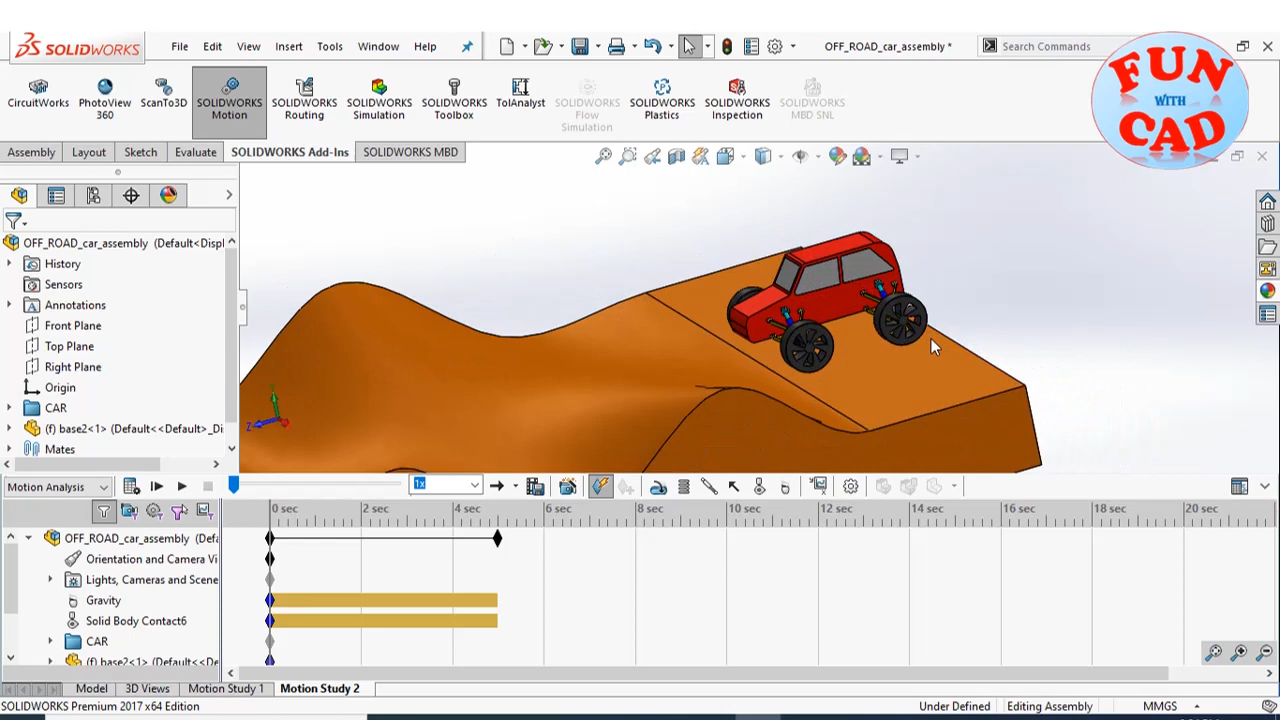 SOLIDWORKS File Edit View Insert Tools Window Help OFF_ROAD_car_assembly * Search Commands
FUN
WITH
CAD
CircuitWorks
PhotoView
360
ScanTo3D
SOLIDWORKS
Motion
SOLIDWORKS
Routing
SOLIDWORKS
Simulation
SOLIDWORKS
Toolbox
TolAnalyst
SOLIDWORKS
Flow
Simulation
SOLIDWORKS
Plastics
SOLIDWORKS
Inspection
SOLIDWORKS
MBD SNL
Assembly Layout Sketch Evaluate SOLIDWORKS Add-Ins SOLIDWORKS MBD
OFF_ROAD_car_assembly (Default<Displ
History
Sensors
Annotations
Front Plane
Top Plane
Right Plane
Origin
CAR
(f) base2<1> (Default<<Default>_Di
Mates
Y
Z
Motion Analysis 1x
0 sec 2 sec 4 sec 6 sec 8 sec 10 sec 12 sec 14 sec 16 sec 18 sec 20 sec
OFF_ROAD_car_assembly (Defa
Orientation and Camera Vi
Lights, Cameras and Scene
Gravity
Solid Body Contact6
CAR
(f) base2<1> (Default<<De
Model 3D Views Motion Study 1 Motion Study 2
SOLIDWORKS Premium 2017 x64 Edition Under Defined Editing Assembly MMGS